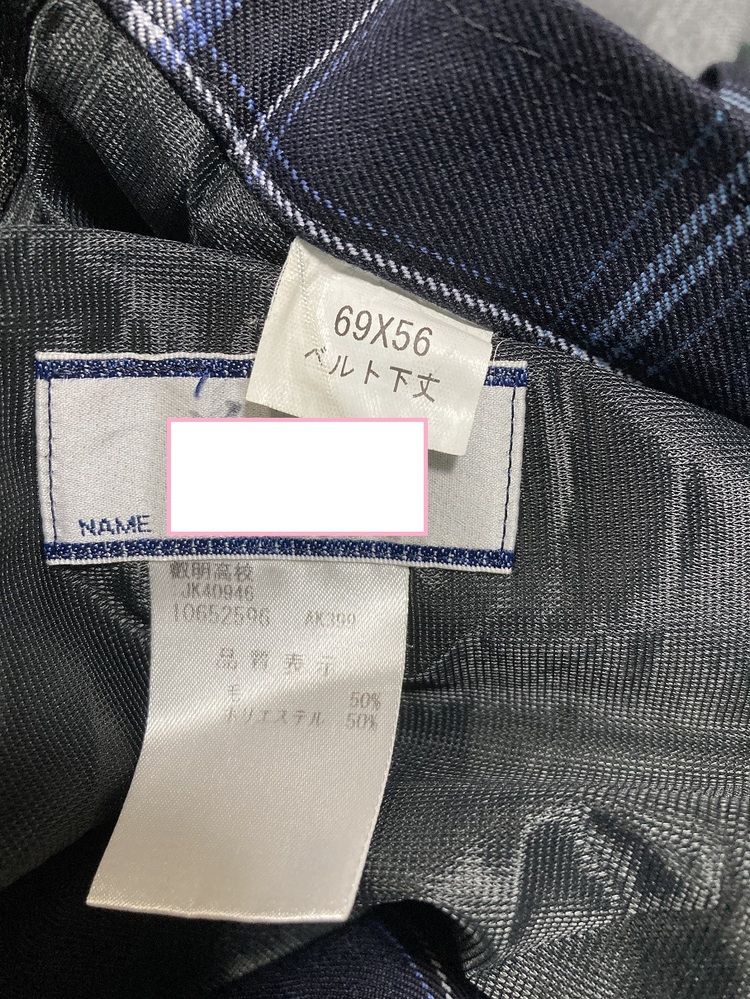 69X56
ベルト下丈
NAME
叡明高校
JK40946
10652596 AK399
品質表示
毛 50%
ポリエステル 50%